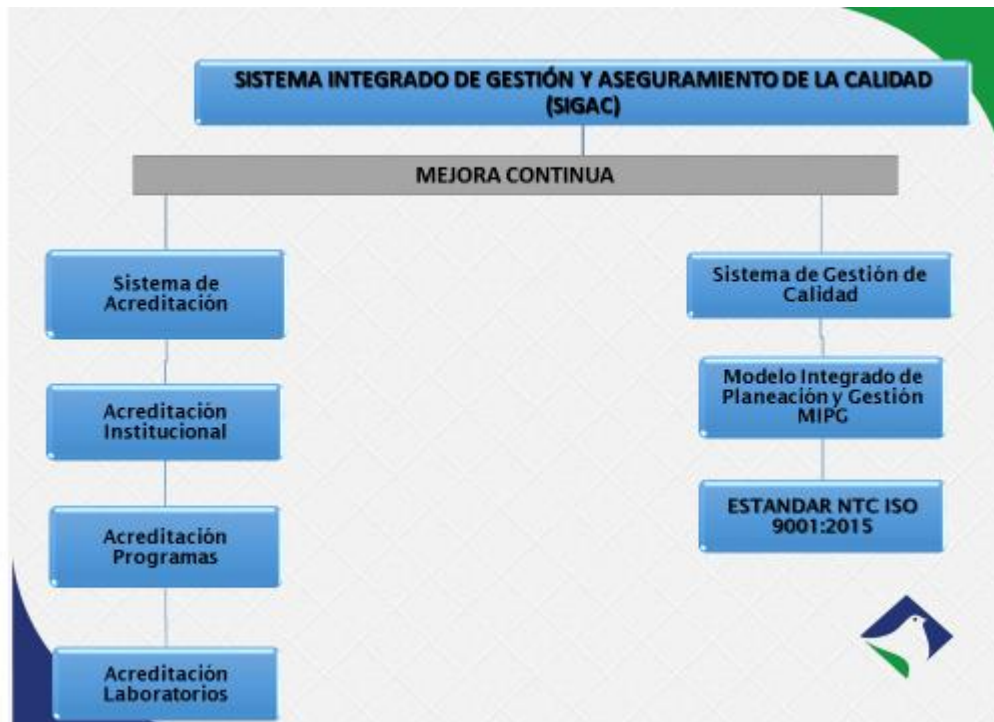 SISTEMA INTEGRADO DE GESTIÓN Y ASEGURAMIENTO DE LA CALIDAD
(SIGAC)
MEJORA CONTINUA
Sistema de
Acreditación
Acreditación
Institucional
Acreditación
Programas
Acreditación
Laboratorios
Sistema de Gestión de
Calidad
Modelo Integrado de
Planeación y Gestión
MIPG
ESTANDAR NTC ISO
9001:2015